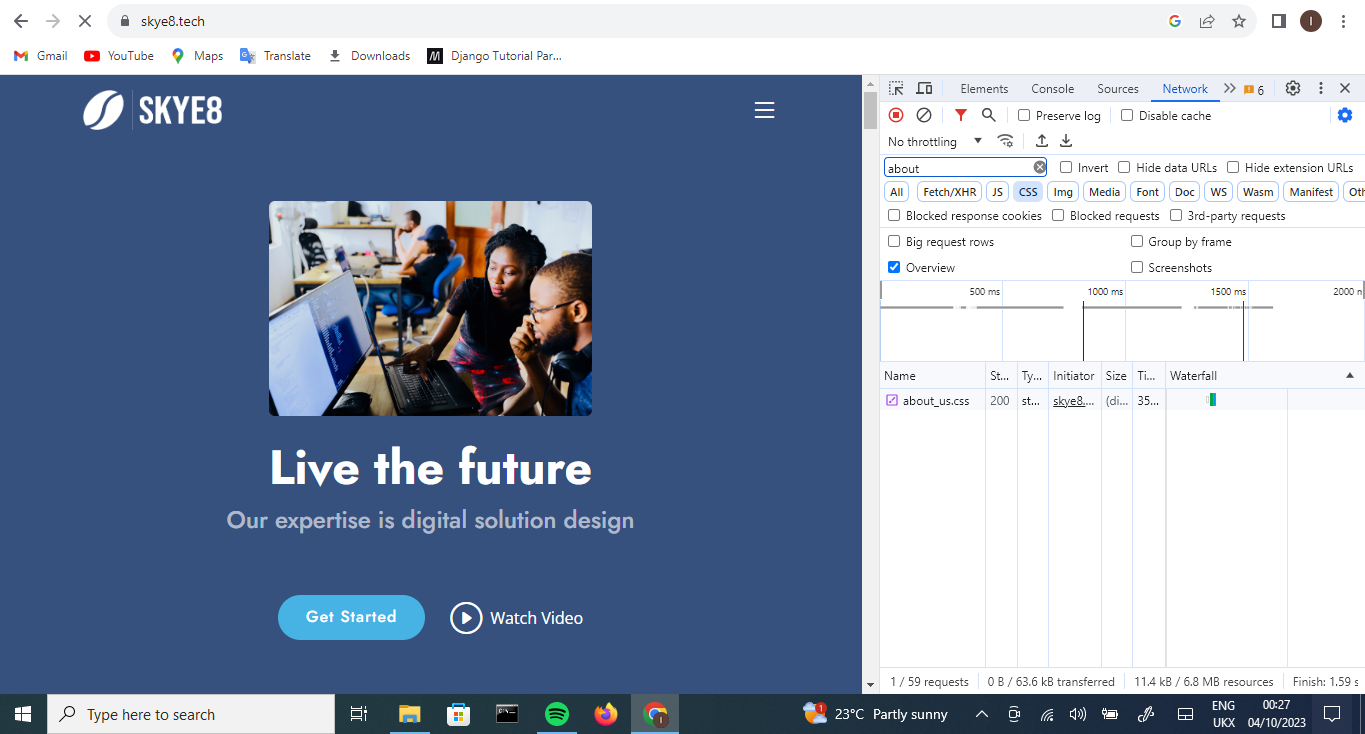 skye8.tech
I
Gmail
YouTube
Maps
Translate
Downloads
Django Tutorial Par...
SKYE8
Live the future
Our expertise is digital solution design
Get Started
Watch Video
Elements
Console
Sources
Network
6
Preserve log
Disable cache
No throttling
about
Invert
Hide data URLs
Hide extension URLs
All
Fetch/XHR
JS
CSS
Img
Media
Font
Doc
WS
Wasm
Manifest
Oth
Blocked response cookies
Blocked requests
3rd-party requests
Big request rows
Group by frame
Overview
Screenshots
500 ms
1000 ms
1500 ms
2000 n
Name
St...
Ty...
Initiator
Size
Ti...
Waterfall
about_us.css
200
st...
skye8....
(di...
35...
1 / 59 requests
0 B / 63.6 kB transferred
11.4 kB / 6.8 MB resources
Finish: 1.59 s
Type here to search
1
23°C Partly sunny
ENG
UKX
00:27
04/10/2023